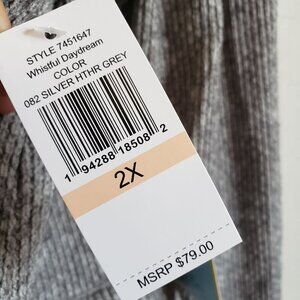 STYLE 7451647
Whistful Daydream
COLOR
082 SILVER HTHR GREY
1 94288 18508 2
2X
MSRP $79.00